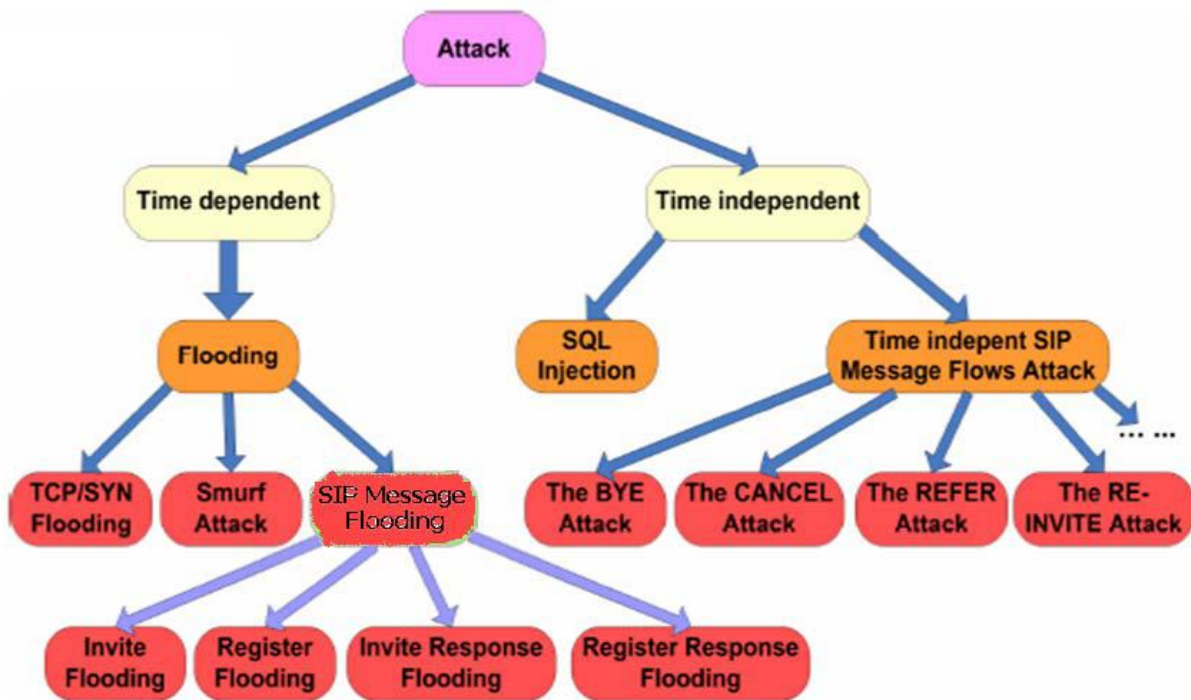 Attack
Time dependent
Time independent
Flooding
SQL
Injection
Time indepent SIP
Message Flows Attack
... ...
TCP/SYN
Flooding
Smurf
Attack
SIP Message
Flooding
The BYE
Attack
The CANCEL
Attack
The REFER
Attack
The RE-
INVITE Attack
Invite
Flooding
Register
Flooding
Invite Response
Flooding
Register Response
Flooding